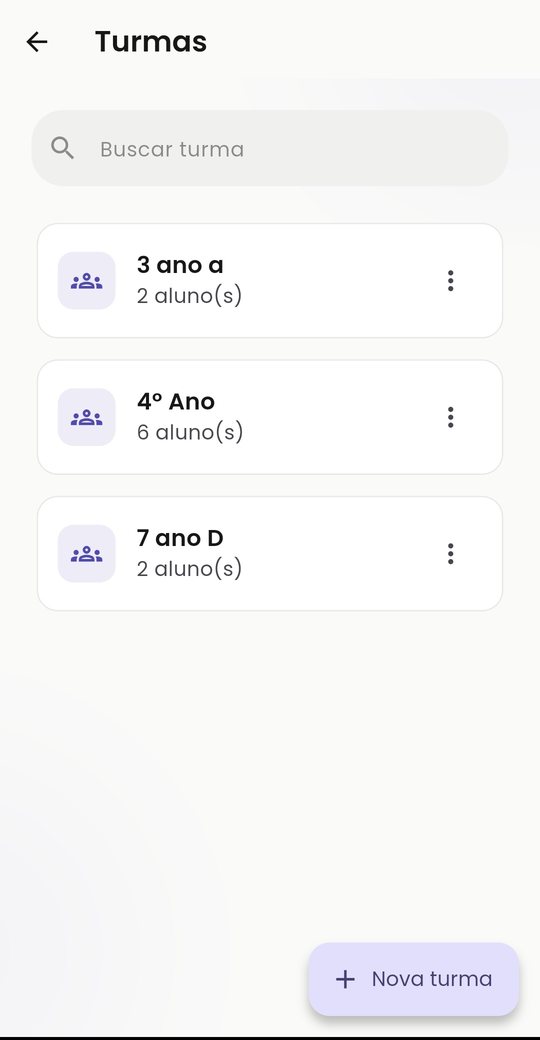 Turmas
Buscar turma
3 ano a
2 aluno(s)
4º Ano
6 aluno(s)
7 ano D
2 aluno(s)
Nova turma